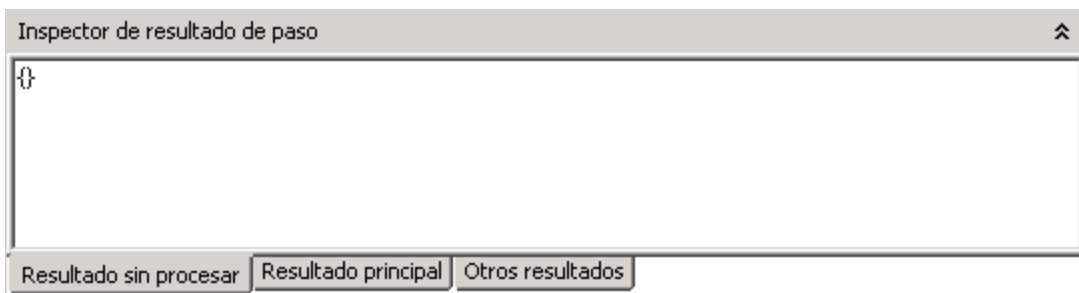 Inspector de resultado de paso
{}
Resultado sin procesar Resultado principal Otros resultados